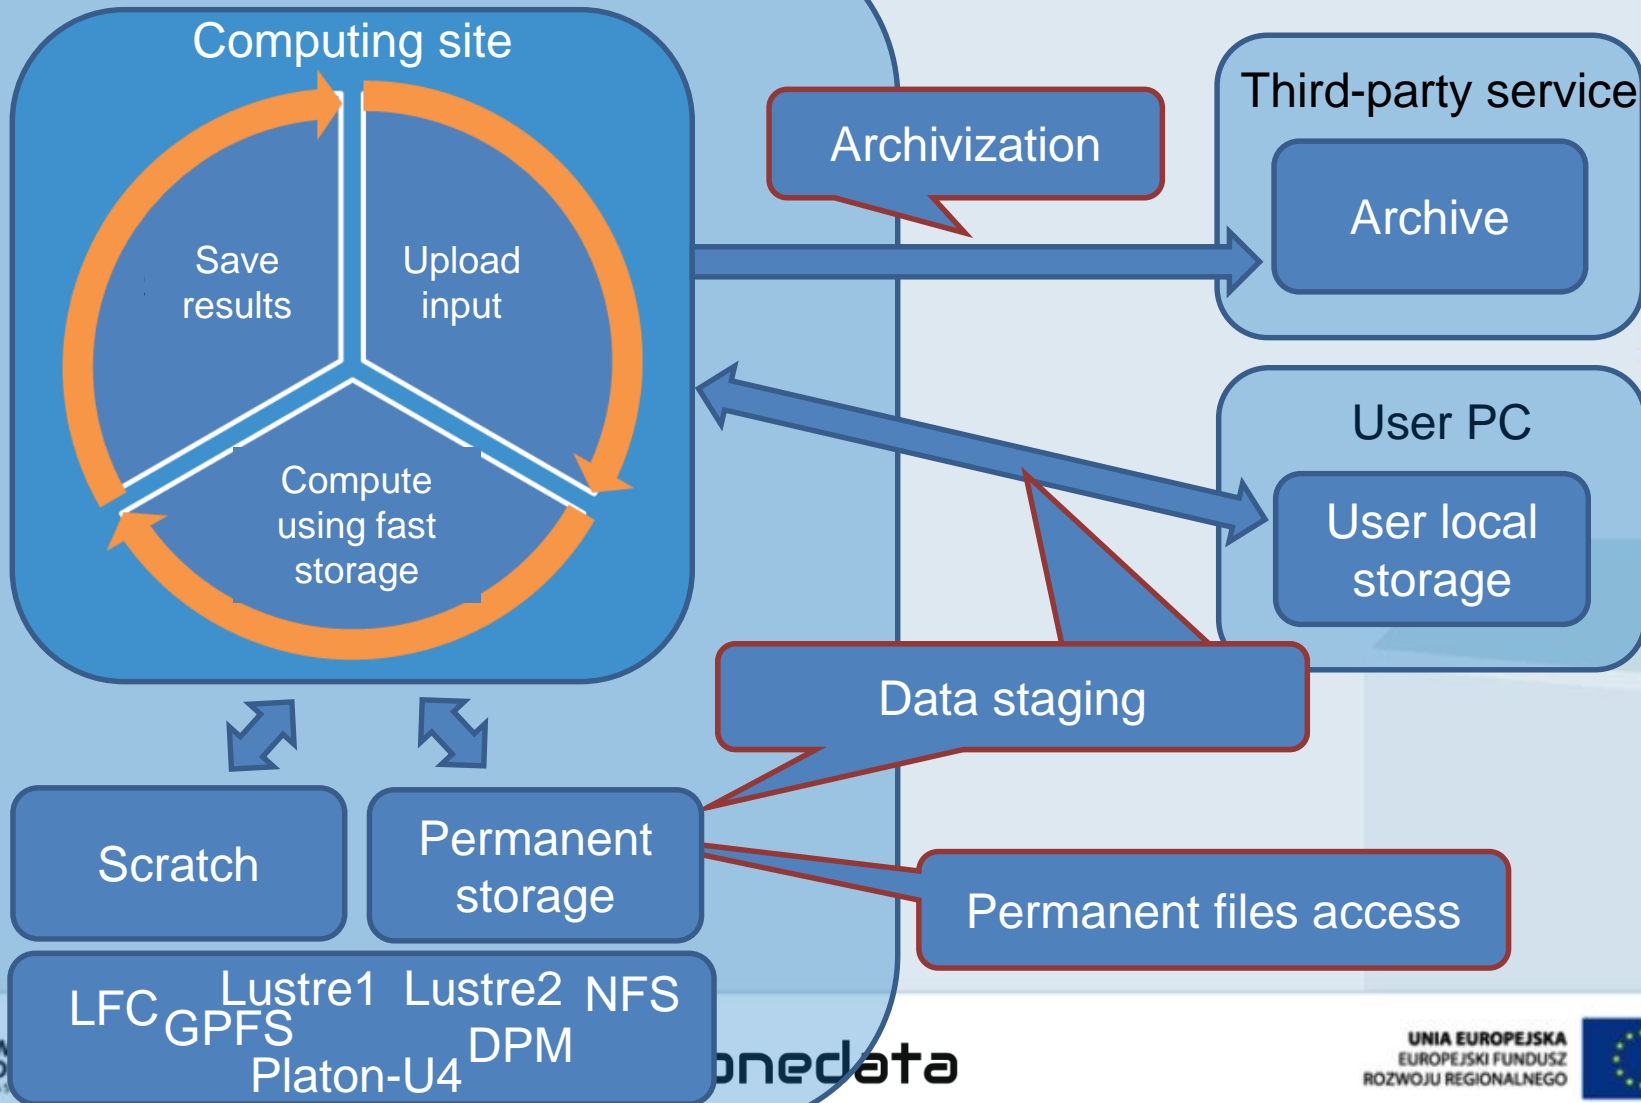 Computing site
Save
results
Upload
input
Compute
using fast
storage
Archivization
Third-party service
Archive
User PC
User local
storage
Data staging
Scratch
Permanent
storage
Permanent files access
LFC
GPFS
Lustre1
Lustre2
NFS
DPM
Platon-U4
onedata
UNIA EUROPEJSKA
EUROPEJSKI FUNDUSZ
ROZWOJU REGIONALNEGO